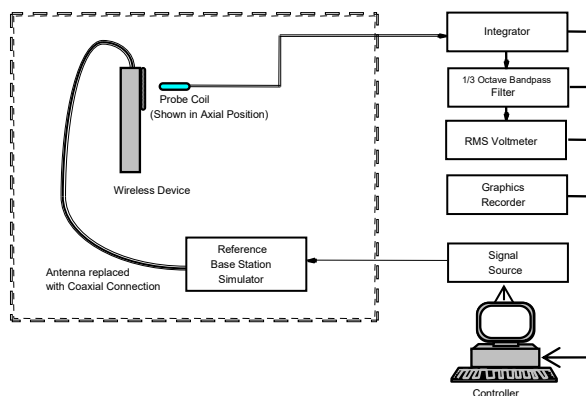 Integrator
1/3 Octave Bandpass
Filter
RMS Voltmeter
Graphics
Recorder
Signal
Source
Controller
Probe Coil
(Shown in Axial Position)
Wireless Device
Reference
Base Station
Simulator
Antenna replaced
with Coaxial Connection